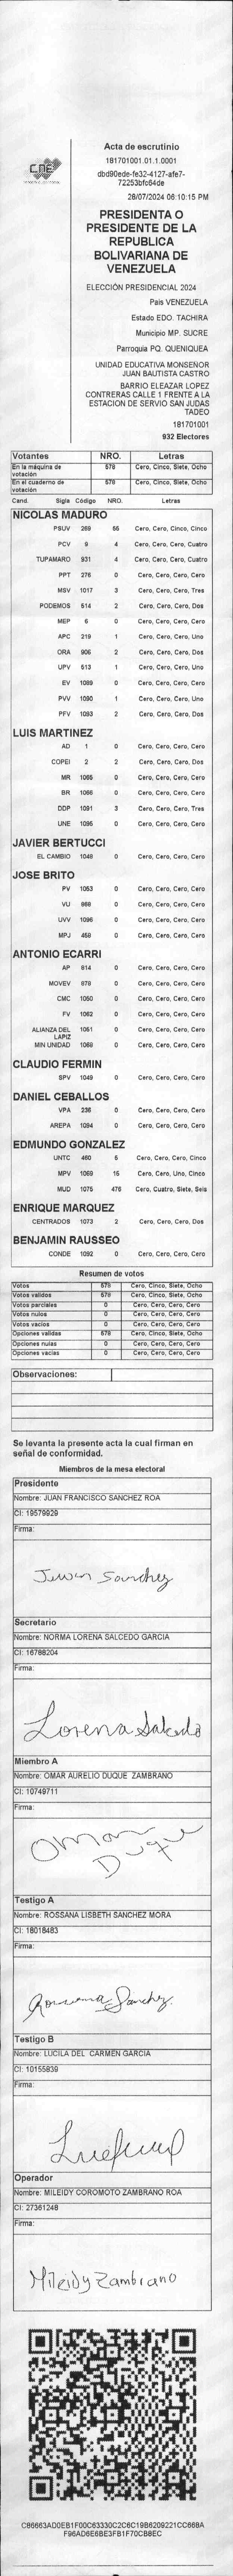 CNE
Acta de escrutinio
181701001.01.1.0001
dbd90ede-fe32-4127-afe7-
72253bfc64de
28/07/2024 06:10:15 PM
PRESIDENTA O
PRESIDENTE DE LA
REPUBLICA
BOLIVARIANA DE
VENEZUELA
ELECCIÓN PRESIDENCIAL 2024
País VENEZUELA
Estado EDO. TACHIRA
Municipio MP. SUCRE
Parroquia PQ. QUENIQUEA
UNIDAD EDUCATIVA MONSENOR
JUAN BAUTISTA CASTRO
BARRIO ELEAZAR LOPEZ
CONTRERAS CALLE 1 FRENTE A LA
ESTACION DE SERVIO SAN JUDAS
TADEO
181701001
932 Electores
Votantes NRO. Letras
En la máquina de votación 578 Cero, Cinco, Siete, Ocho
En el cuaderno de votación 578 Cero, Cinco, Siete, Ocho
Cand. Sigla Código NRO. Letras
NICOLAS MADURO
PSUV 269 55 Cero, Cero, Cinco, Cinco
PCV 9 4 Cero, Cero, Cero, Cuatro
TUPAMARO 931 4 Cero, Cero, Cero, Cuatro
PPT 276 0 Cero, Cero, Cero, Cero
MSV 1017 3 Cero, Cero, Cero, Tres
PODEMOS 514 2 Cero, Cero, Cero, Dos
MEP 6 0 Cero, Cero, Cero, Cero
APC 219 1 Cero, Cero, Cero, Uno
ORA 905 2 Cero, Cero, Cero, Dos
UPV 513 1 Cero, Cero, Cero, Uno
EV 1089 0 Cero, Cero, Cero, Cero
PVV 1090 1 Cero, Cero, Cero, Uno
PFV 1093 2 Cero, Cero, Cero, Dos
LUIS MARTINEZ
AD 1 0 Cero, Cero, Cero, Cero
COPEI 2 2 Cero, Cero, Cero, Dos
MR 1065 0 Cero, Cero, Cero, Cero
BR 1066 0 Cero, Cero, Cero, Cero
DDP 1091 3 Cero, Cero, Cero, Tres
UNE 1095 0 Cero, Cero, Cero, Cero
JAVIER BERTUCCI
EL CAMBIO 1048 0 Cero, Cero, Cero, Cero
JOSE BRITO
PV 1053 0 Cero, Cero, Cero, Cero
VU 868 0 Cero, Cero, Cero, Cero
UVV 1096 0 Cero, Cero, Cero, Cero
MPJ 458 0 Cero, Cero, Cero, Cero
ANTONIO ECARRI
AP 814 0 Cero, Cero, Cero, Cero
MOVEV 878 0 Cero, Cero, Cero, Cero
CMC 1050 0 Cero, Cero, Cero, Cero
FV 1062 0 Cero, Cero, Cero, Cero
ALIANZA DEL LAPIZ 1051 0 Cero, Cero, Cero, Cero
MIN UNIDAD 1068 0 Cero, Cero, Cero, Cero
CLAUDIO FERMIN
SPV 1049 0 Cero, Cero, Cero, Cero
DANIEL CEBALLOS
VPA 236 0 Cero, Cero, Cero, Cero
AREPA 1094 0 Cero, Cero, Cero, Cero
EDMUNDO GONZALEZ
UNTC 460 5 Cero, Cero, Cero, Cinco
MPV 1069 15 Cero, Cero, Uno, Cinco
MUD 1075 476 Cero, Cuatro, Siete, Seis
ENRIQUE MARQUEZ
CENTRADOS 1073 2 Cero, Cero, Cero, Dos
BENJAMIN RAUSSEO
CONDE 1092 0 Cero, Cero, Cero, Cero
Resumen de votos
Votos 578 Cero, Cinco, Siete, Ocho
Votos validos 578 Cero, Cinco, Siete, Ocho
Votos parciales 0 Cero, Cero, Cero, Cero
Votos nulos 0 Cero, Cero, Cero, Cero
Votos vacios 0 Cero, Cero, Cero, Cero
Opciones validas 578 Cero, Cinco, Siete, Ocho
Opciones nulas 0 Cero, Cero, Cero, Cero
Opciones vacias 0 Cero, Cero, Cero, Cero
Observaciones:
Se levanta la presente acta la cual firman en
señal de conformidad.
Miembros de la mesa electoral
Presidente
Nombre: JUAN FRANCISCO SANCHEZ ROA
CI: 19579929
Firma:
Juan Sanchez
Secretario
Nombre: NORMA LORENA SALCEDO GARCIA
CI: 16788204
Firma:
Lorena Salcedo
Miembro A
Nombre: OMAR AURELIO DUQUE ZAMBRANO
CI: 10749711
Firma:
Omar
Duque
Testigo A
Nombre: ROSSANA LISBETH SANCHEZ MORA
CI: 18018483
Firma:
Rossana Sanchez
Testigo B
Nombre: LUCILA DEL CARMEN GARCIA
CI: 10155839
Firma:
Operador
Nombre: MILEIDY COROMOTO ZAMBRANO ROA
CI: 27361248
Firma:
Mileidy Zambrano
C86663AD0EB1F00C63330C2C6C19B6209221CC668A
F96AD6E6BE3FB1F70CB8EC